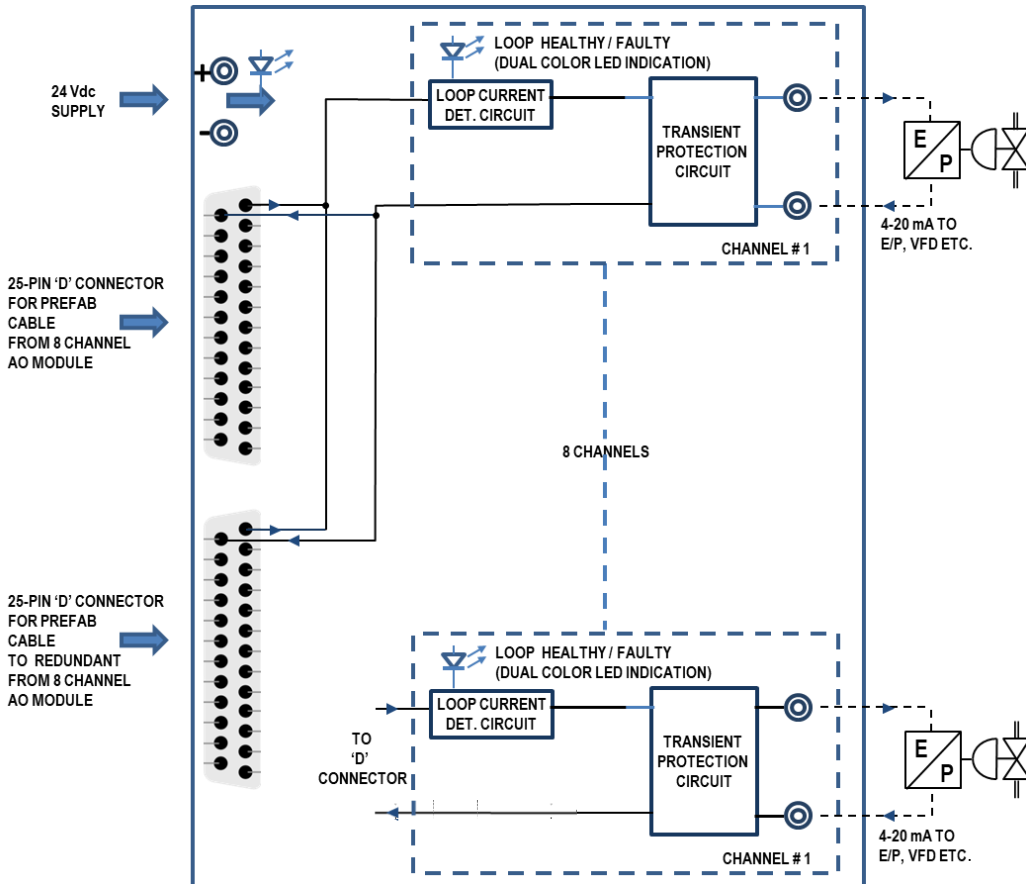 LOOP HEALTHY / FAULTY
(DUAL COLOR LED INDICATION)
24 Vdc
SUPPLY
+
-
LOOP CURRENT
DET. CIRCUIT
TRANSIENT
PROTECTION
CIRCUIT
E
P
4-20 mA TO
E/P, VFD ETC.
CHANNEL # 1
25-PIN ‘D’ CONNECTOR
FOR PREFAB
CABLE
FROM 8 CHANNEL
AO MODULE
8 CHANNELS
25-PIN ‘D’ CONNECTOR
FOR PREFAB
CABLE
TO REDUNDANT
FROM 8 CHANNEL
AO MODULE
LOOP HEALTHY / FAULTY
(DUAL COLOR LED INDICATION)
LOOP CURRENT
DET. CIRCUIT
TO
‘D’
CONNECTOR
TRANSIENT
PROTECTION
CIRCUIT
E
P
4-20 mA TO
E/P, VFD ETC.
CHANNEL # 1